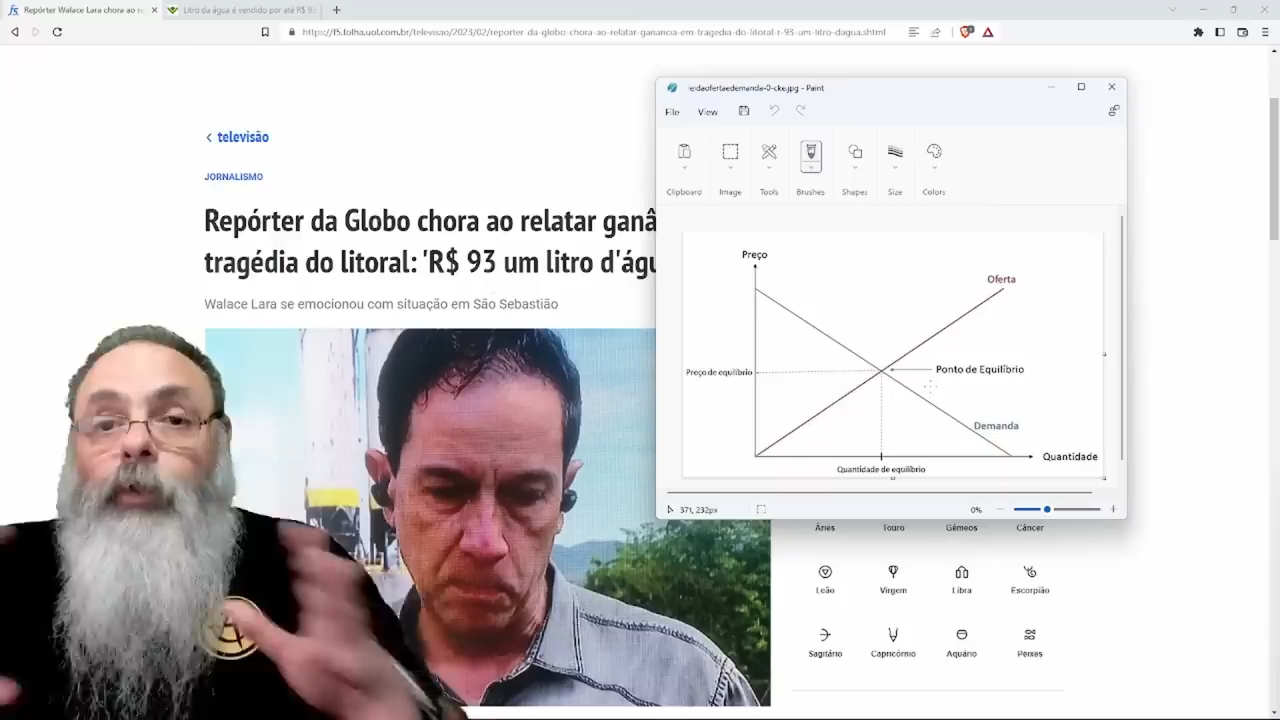 Repórter Walace Lara chora ao re
Litro da água é vendido por até R$ 9
https://f5.folha.uol.com.br/televisao/2023/02/reporter-da-globo-chora-ao-relatar-ganancia-em-tragedia-do-litoral-r-93-um-litro-dagua.shtml
televisão
JORNALISMO
Repórter da Globo chora ao relatar ganâ
tragédia do litoral: 'R$ 93 um litro d'águ
Walace Lara se emocionou com situação em São Sebastião
eidaofertaedemanda-0-cke.jpg - Paint
File View
Clipboard Image Tools Brushes Shapes Size Colors
Preço
Oferta
Preço de equilíbrio
Ponto de Equilíbrio
Demanda
Quantidade
Quantidade de equilíbrio
371, 232px
0%
Áries Touro Gêmeos Câncer
Leão Virgem Libra Escorpião
Sagitário Capricórnio Aquário Peixes